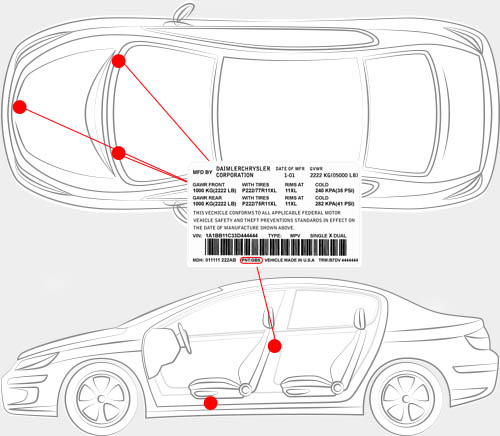 MFD BY DAIMLERCHRYSLER CORPORATION DATE OF MFR 1-01 GVWR 2222 KG(05000 LB)
GAWR FRONT WITH TIRES RIMS AT COLD
1000 KG(2222 LB) P222/77R11XL 11XL 240 KPA(35 PSI)
GAWR REAR WITH TIRES RIMS AT COLD
1000 KG(2222 LB) P222/75R11XL 11XL 282 KPA(41 PSI)
THIS VECHICLE CONFORMS TO ALL APPLICABLE FEDERAL MOTOR
VEHICLE SAFETY AND THEFT PREVENTIONS STANDARDS IN EFFECT ON
THE DATE OF MANUFACTURE SHOWN ABOVE.
VIN: 1A1BB11C33D444444 TYPE: MPV SINGLE X DUAL
MDH: 011111 222AB PNT:GBS VEHICLE MADE IN U.S.A TRW:BTDV 4444444